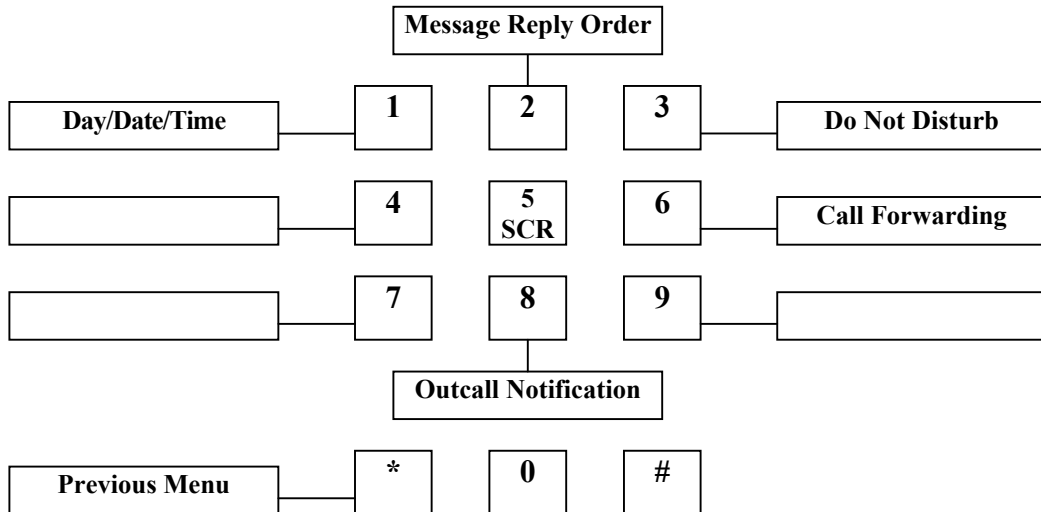 Message Reply Order
1 2 3
Day/Date/Time Do Not Disturb
4 5 6
SCR
Call Forwarding
7 8 9
Outcall Notification
* 0 #
Previous Menu